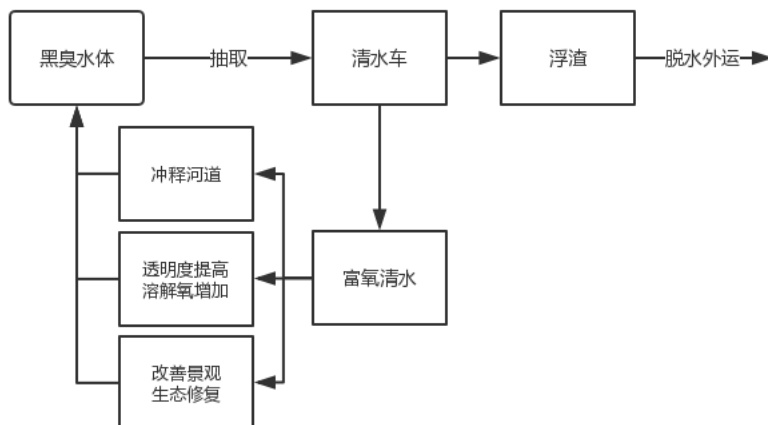 黑臭水体
抽取
清水车
浮渣
脱水外运
冲释河道
透明度提高
溶解氧增加
富氧清水
改善景观
生态修复